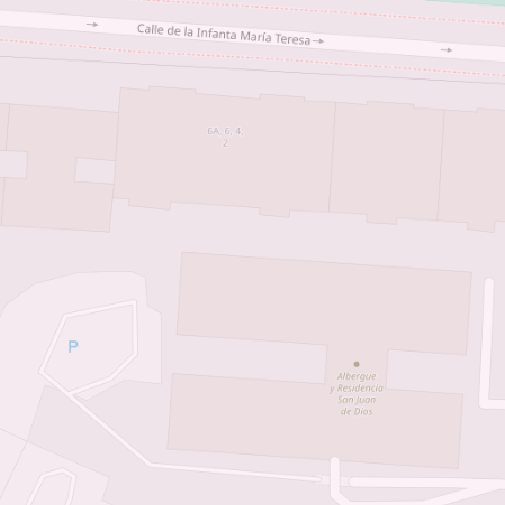 Calle de la Infanta María Teresa
6A, 6, 4
2
P
Albergue
y Residencia
San Juan
de Dios